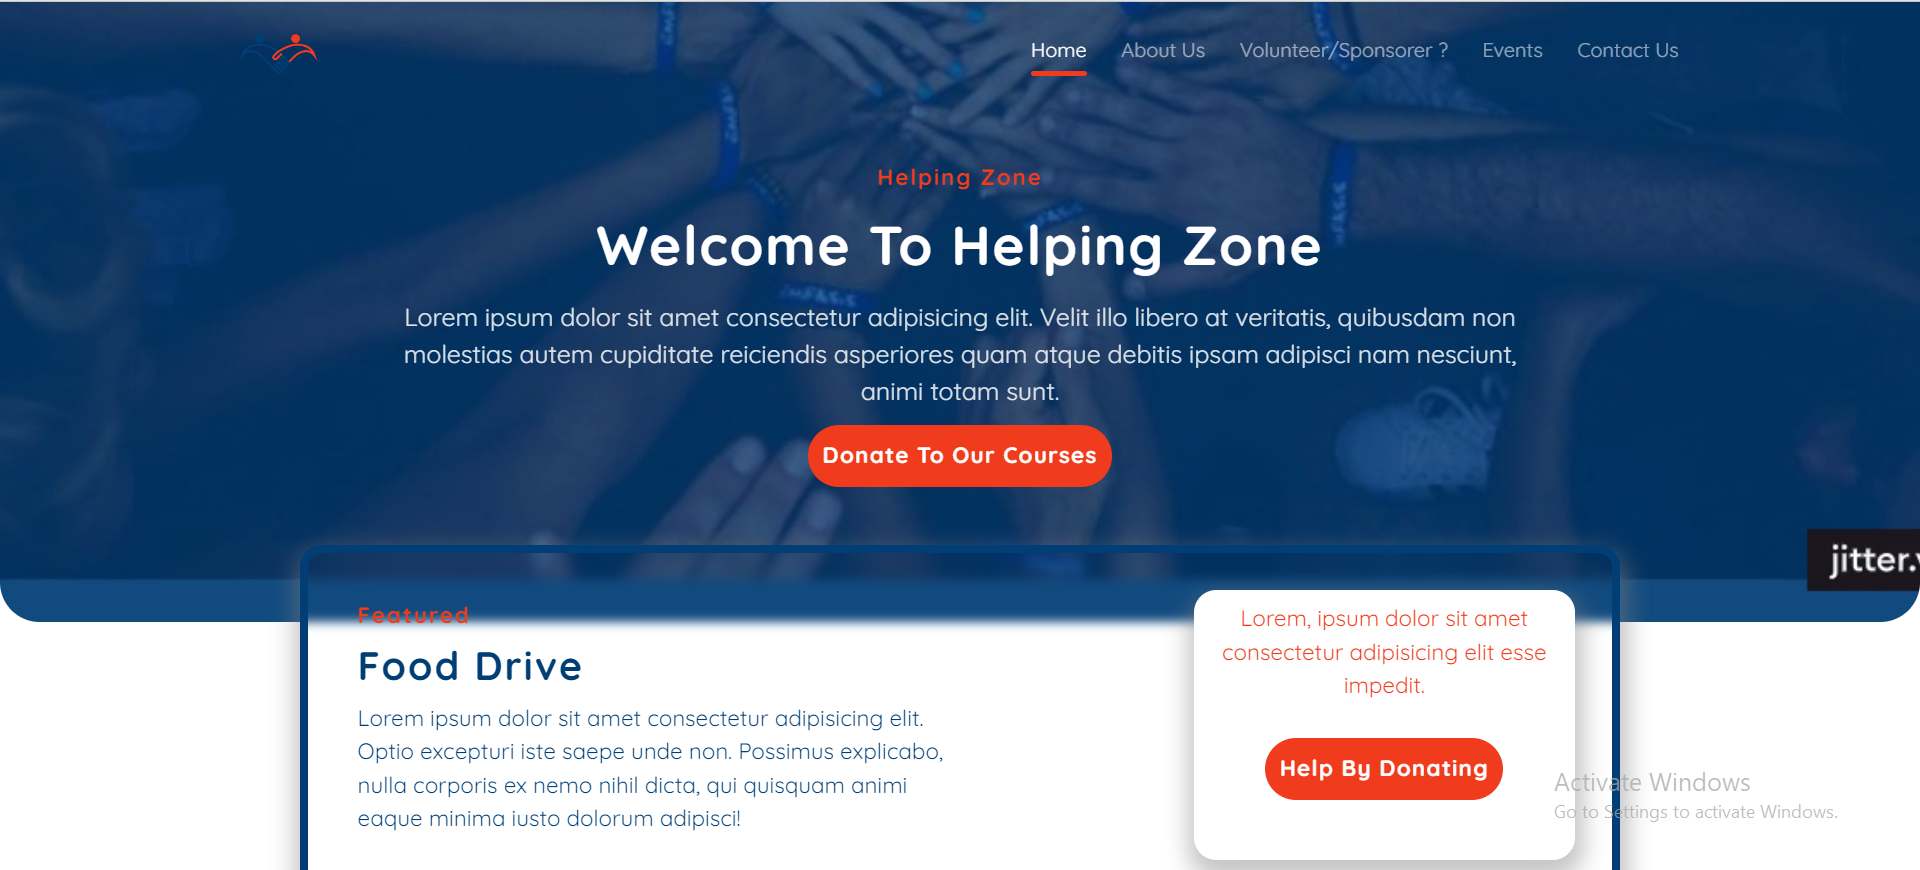 Home About Us Volunteer/Sponsorer ? Events Contact Us
Helping Zone
Welcome To Helping Zone
Lorem ipsum dolor sit amet consectetur adipisicing elit. Velit illo libero at veritatis, quibusdam non
molestias autem cupiditate reiciendis asperiores quam atque debitis ipsam adipisci nam nesciunt,
animi totam sunt.
Donate To Our Courses
jitter.v
Featured
Food Drive
Lorem ipsum dolor sit amet consectetur adipisicing elit.
Optio excepturi iste saepe unde non. Possimus explicabo,
nulla corporis ex nemo nihil dicta, qui quisquam animi
eaque minima iusto dolorum adipisci!
Lorem, ipsum dolor sit amet
consectetur adipisicing elit esse
impedit.
Help By Donating
Activate Windows
Go to Settings to activate Windows.